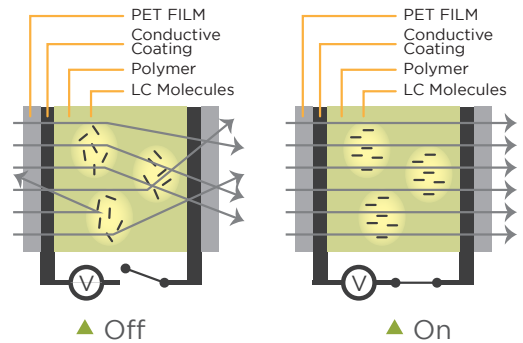 PET FILM
Conductive
Coating
Polymer
LC Molecules
V
Off
PET FILM
Conductive
Coating
Polymer
LC Molecules
V
On